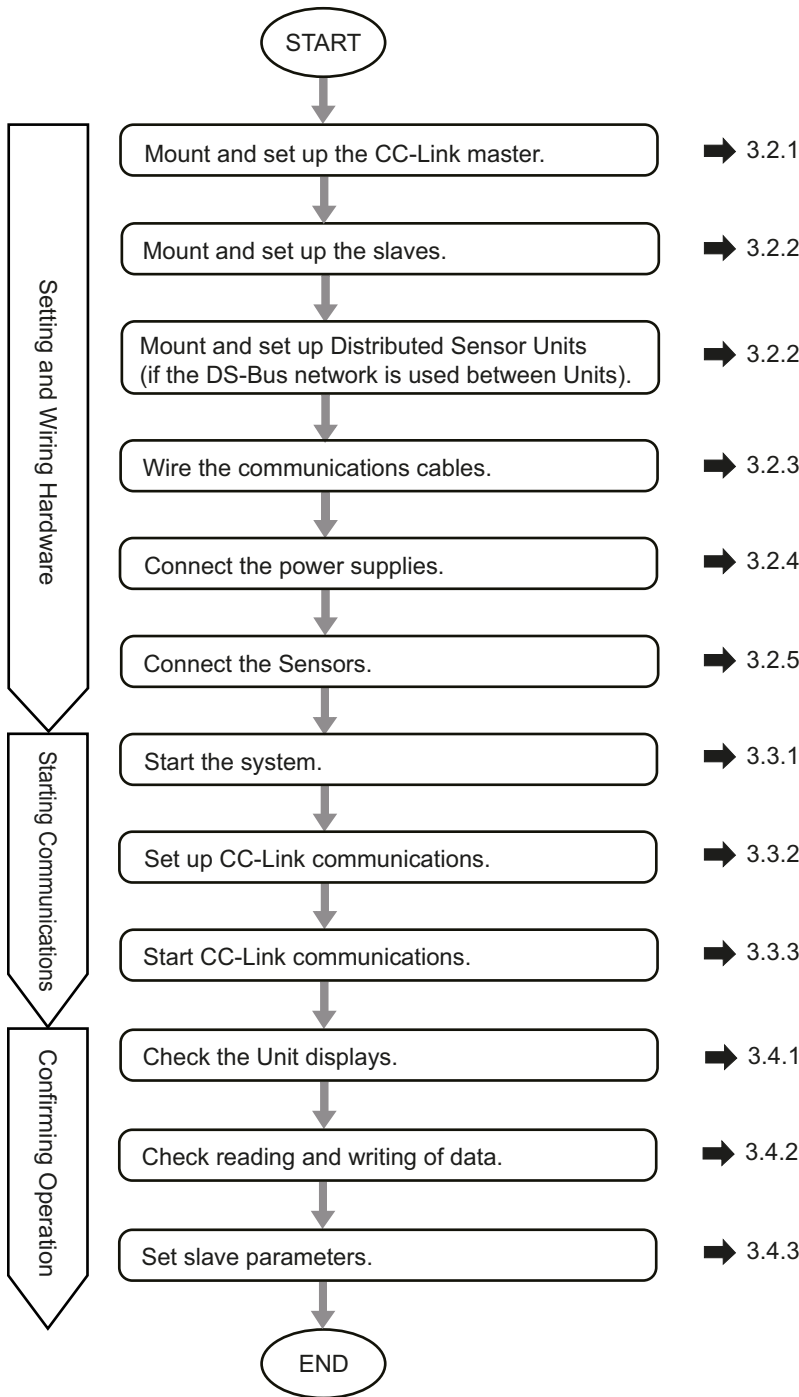 START
Setting and Wiring Hardware
Mount and set up the CC-Link master.
3.2.1
Mount and set up the slaves.
3.2.2
Mount and set up Distributed Sensor Units
(if the DS-Bus network is used between Units).
3.2.2
Wire the communications cables.
3.2.3
Connect the power supplies.
3.2.4
Connect the Sensors.
3.2.5
Starting Communications
Start the system.
3.3.1
Set up CC-Link communications.
3.3.2
Start CC-Link communications.
3.3.3
Confirming Operation
Check the Unit displays.
3.4.1
Check reading and writing of data.
3.4.2
Set slave parameters.
3.4.3
END